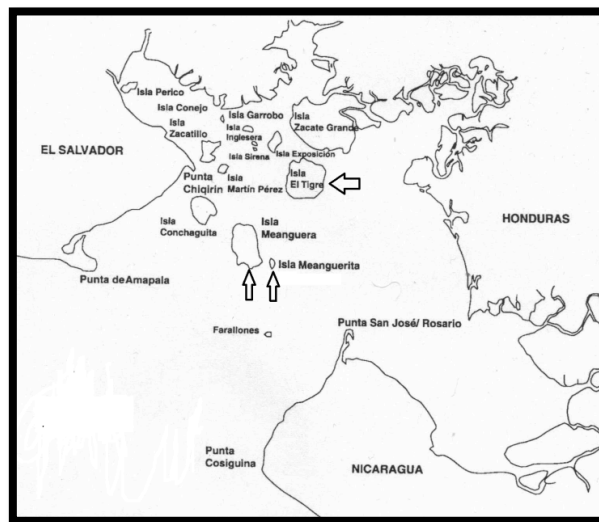 Isla Perico
Isla Conejo
Isla Garrobo
Isla
Zacate Grande
Isla
Zacatillo
Isla
Inglesera
EL SALVADOR
Isla Sirena
Isla Exposición
Punta
Chiqirin
Isla
Martín Pérez
Isla
El Tigre
Isla
Conchaguita
Isla
Meanguera
HONDURAS
Isla Meanguerita
Punta de Amapala
Farallones
Punta San José/ Rosario
Punta
Cosiguina
NICARAGUA